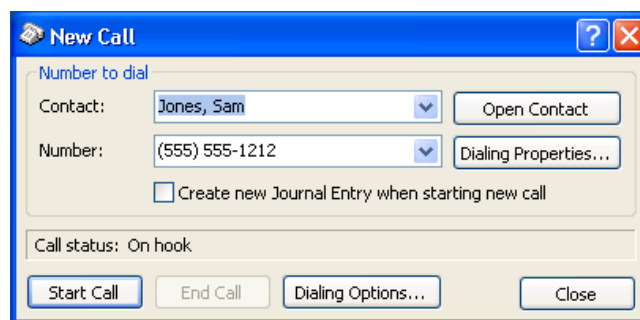 New Call
Number to dial
Contact: Jones, Sam Open Contact
Number: (555) 555-1212 Dialing Properties...
Create new Journal Entry when starting new call
Call status: On hook
Start Call End Call Dialing Options... Close